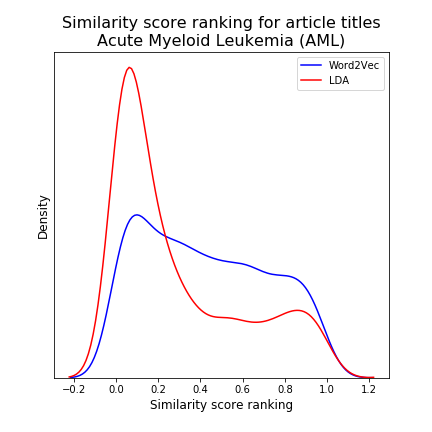 Similarity score ranking for article titles
Acute Myeloid Leukemia (AML)
Word2Vec
LDA
Density
−0.2 0.0 0.2 0.4 0.6 0.8 1.0 1.2
Similarity score ranking